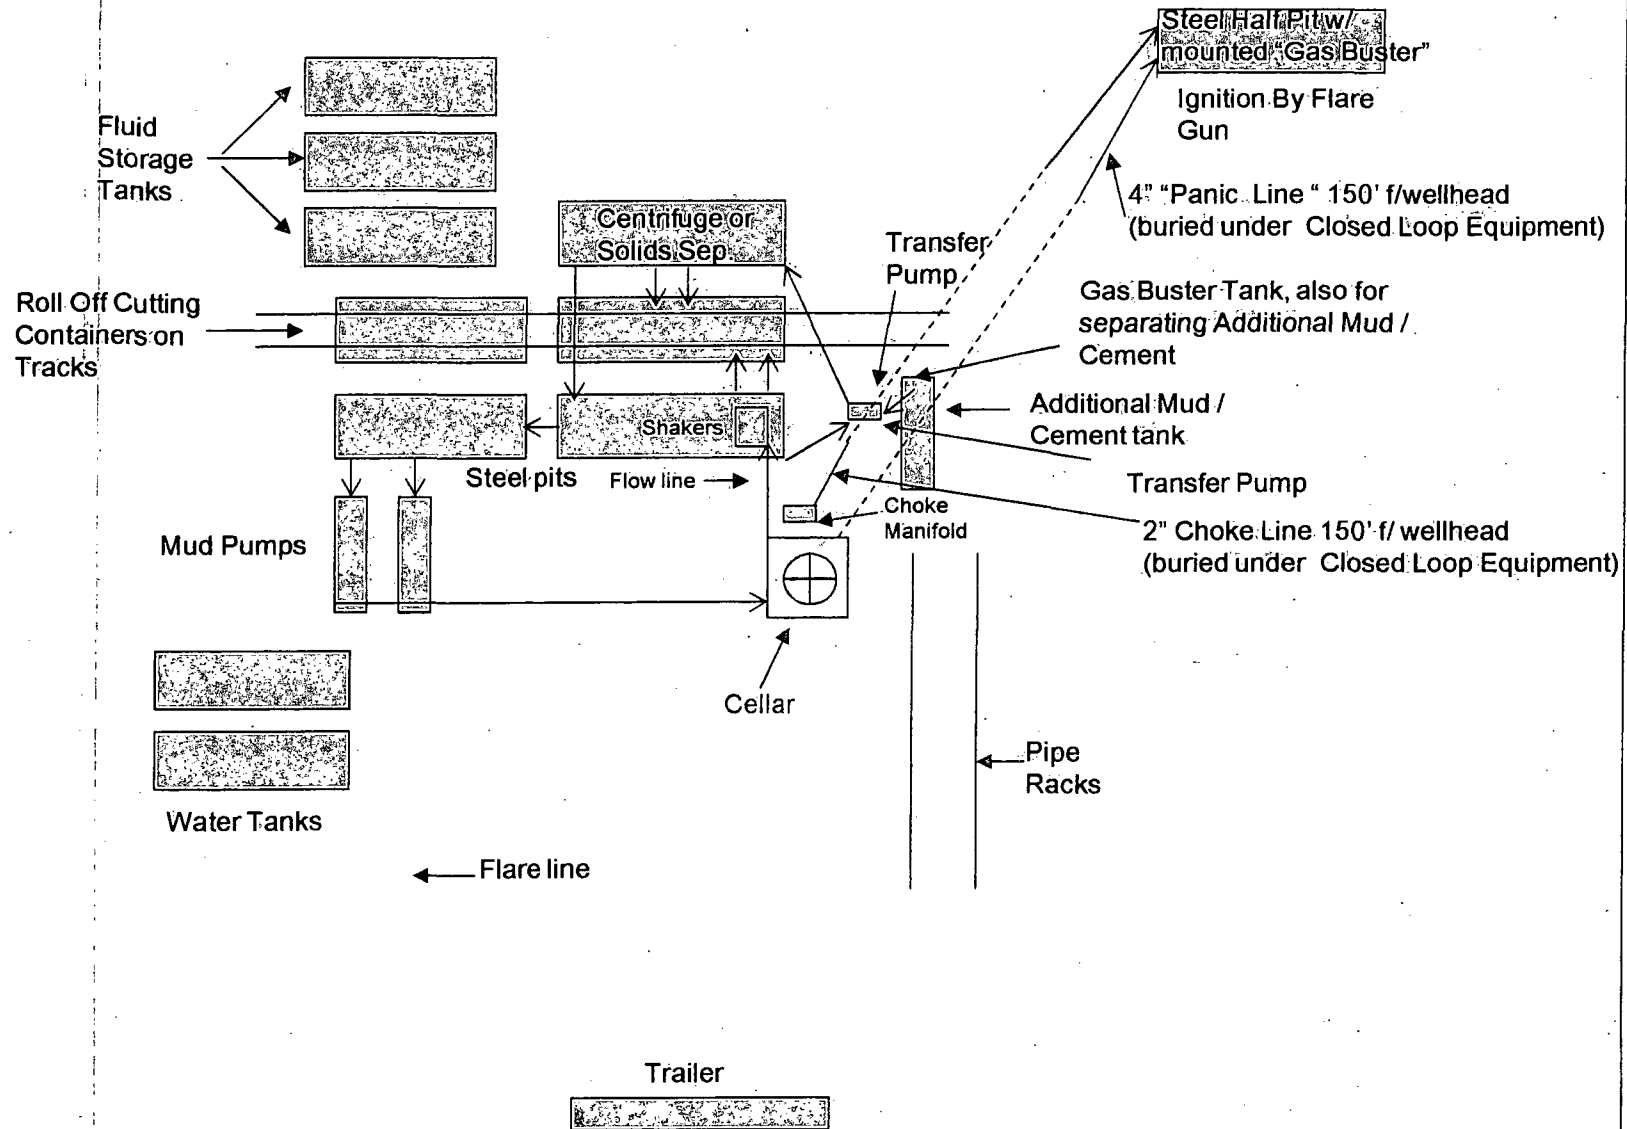 Steel Half Pit w/
mounted "Gas Buster"
Ignition By Flare
Gun
Fluid
Storage
Tanks
4" "Panic Line " 150' f/wellhead
(buried under Closed Loop Equipment)
Centrifuge or
Solids Sep.
Transfer
Pump
Gas Buster Tank, also for
separating Additional Mud /
Cement
Roll Off Cutting
Containers on
Tracks
Additional Mud /
Cement tank
Shakers
Steel pits
Flow line
Transfer Pump
Choke
Manifold
2" Choke Line 150' f/ wellhead
(buried under Closed Loop Equipment)
Mud Pumps
Cellar
Pipe
Racks
Water Tanks
Flare line
Trailer